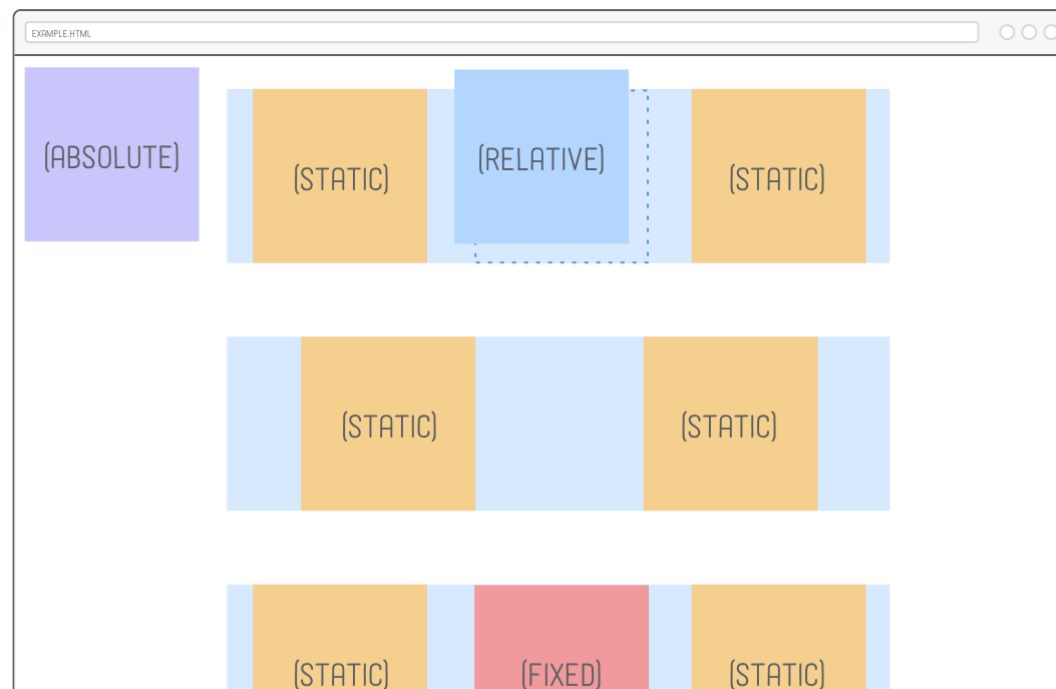 EXAMPLE.HTML
(ABSOLUTE)
(STATIC)
(RELATIVE)
(STATIC)
(STATIC)
(STATIC)
(STATIC)
(FIXED)
(STATIC)